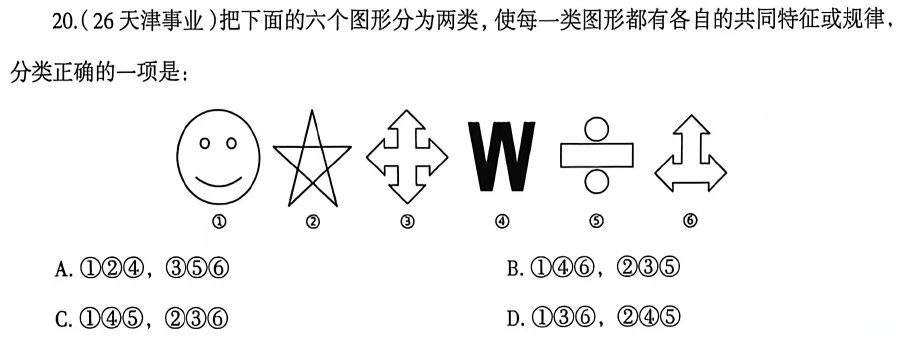 20.(26天津事业)把下面的六个图形分为两类,使每一类图形都有各自的共同特征或规律,
分类正确的一项是:
W
① ② ③ ④ ⑤ ⑥
A. ①②④, ③⑤⑥ B. ①④⑥, ②③⑤
C. ①④⑤, ②③⑥ D. ①③⑥, ②④⑤